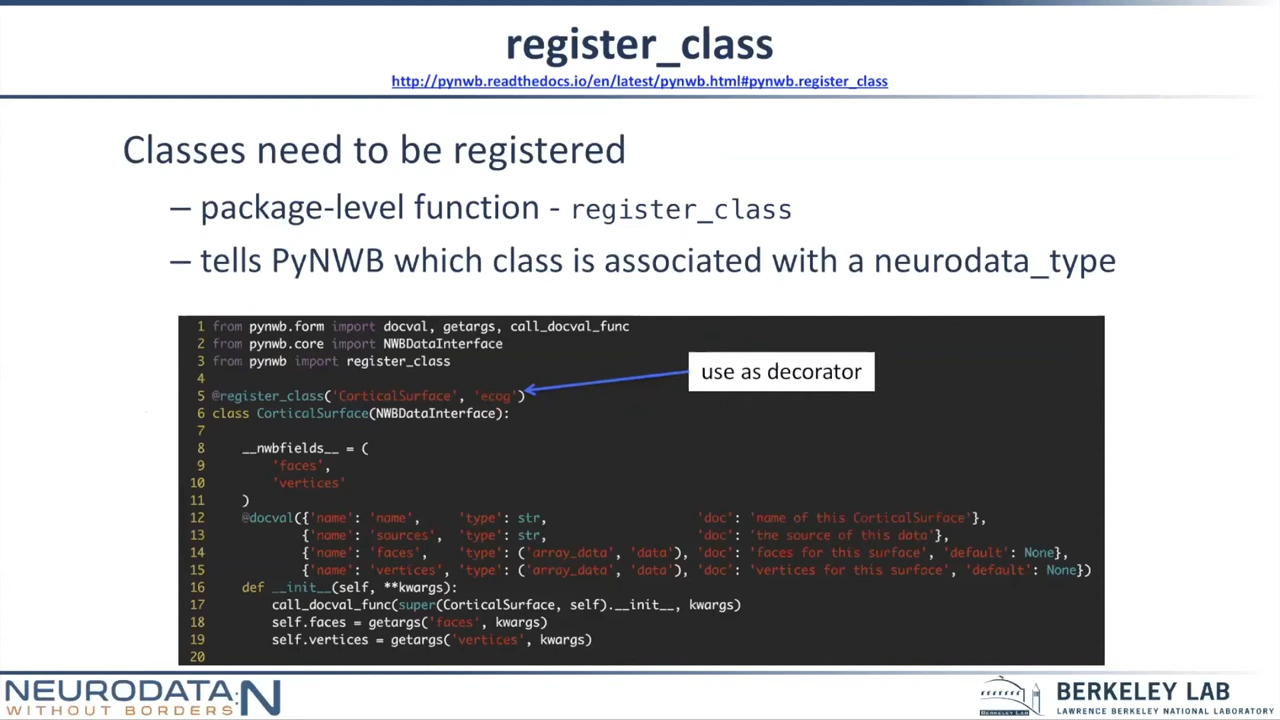 register_class
http://pynwb.readthedocs.io/en/latest/pynwb.html#pynwb.register_class
Classes need to be registered
– package-level function - register_class
– tells PyNWB which class is associated with a neurodata_type
1 from pynwb.form import docval, getargs, call_docval_func
2 from pynwb.core import NWBDataInterface
3 from pynwb import register_class
4
5 @register_class('CorticalSurface', 'ecog')
use as decorator
6 class CorticalSurface(NWBDataInterface):
7
8     __nwbfields__ = (
9         'faces',
10         'vertices'
11     )
12     @docval({'name': 'name',     'type': str,                    'doc': 'name of this CorticalSurface'},
13             {'name': 'sources',  'type': str,                    'doc': 'the source of this data'},
14             {'name': 'faces',    'type': ('array_data', 'data'), 'doc': 'faces for this surface', 'default': None},
15             {'name': 'vertices', 'type': ('array_data', 'data'), 'doc': 'vertices for this surface', 'default': None})
16     def __init__(self, **kwargs):
17         call_docval_func(super(CorticalSurface, self).__init__, kwargs)
18         self.faces = getargs('faces', kwargs)
19         self.vertices = getargs('vertices', kwargs)
20
NEURODATA
WITHOUT BORDERS
N
BERKELEY LAB
BERKELEY LAB
LAWRENCE BERKELEY NATIONAL LABORATORY